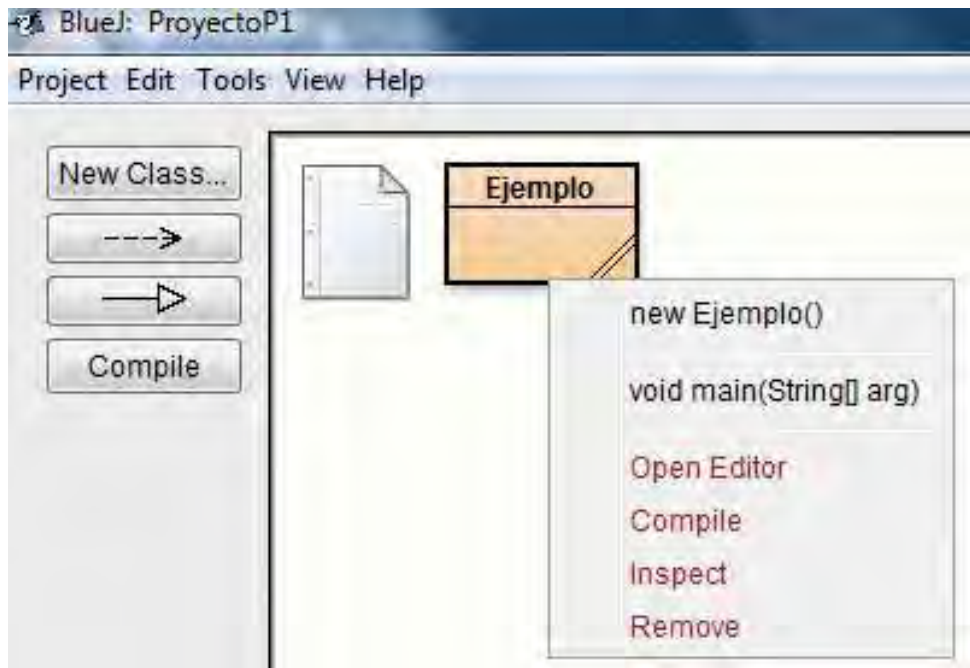 BlueJ: ProyectoP1
Project Edit Tools View Help
New Class...
Compile
Ejemplo
new Ejemplo()
void main(String[] arg)
Open Editor
Compile
Inspect
Remove